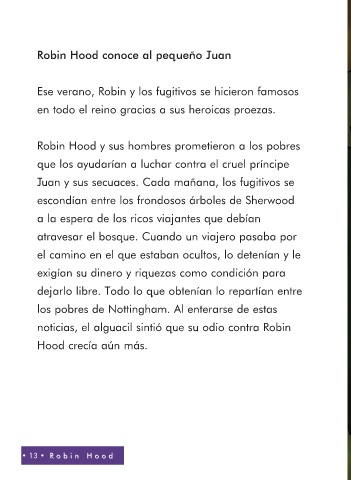 Robin Hood conoce al pequeño Juan
Ese verano, Robin y los fugitivos se hicieron famosos
en todo el reino gracias a sus heroicas proezas.
Robin Hood y sus hombres prometieron a los pobres
que los ayudarían a luchar contra el cruel príncipe
Juan y sus secuaces. Cada mañana, los fugitivos se
escondían entre los frondosos árboles de Sherwood
a la espera de los ricos viajantes que debían
atravesar el bosque. Cuando un viajero pasaba por
el camino en el que estaban ocultos, lo detenían y le
exigían su dinero y riquezas como condición para
dejarlo libre. Todo lo que obtenían lo repartían entre
los pobres de Nottingham. Al enterarse de estas
noticias, el alguacil sintió que su odio contra Robin
Hood crecía aún más.
• 13 • Robin Hood